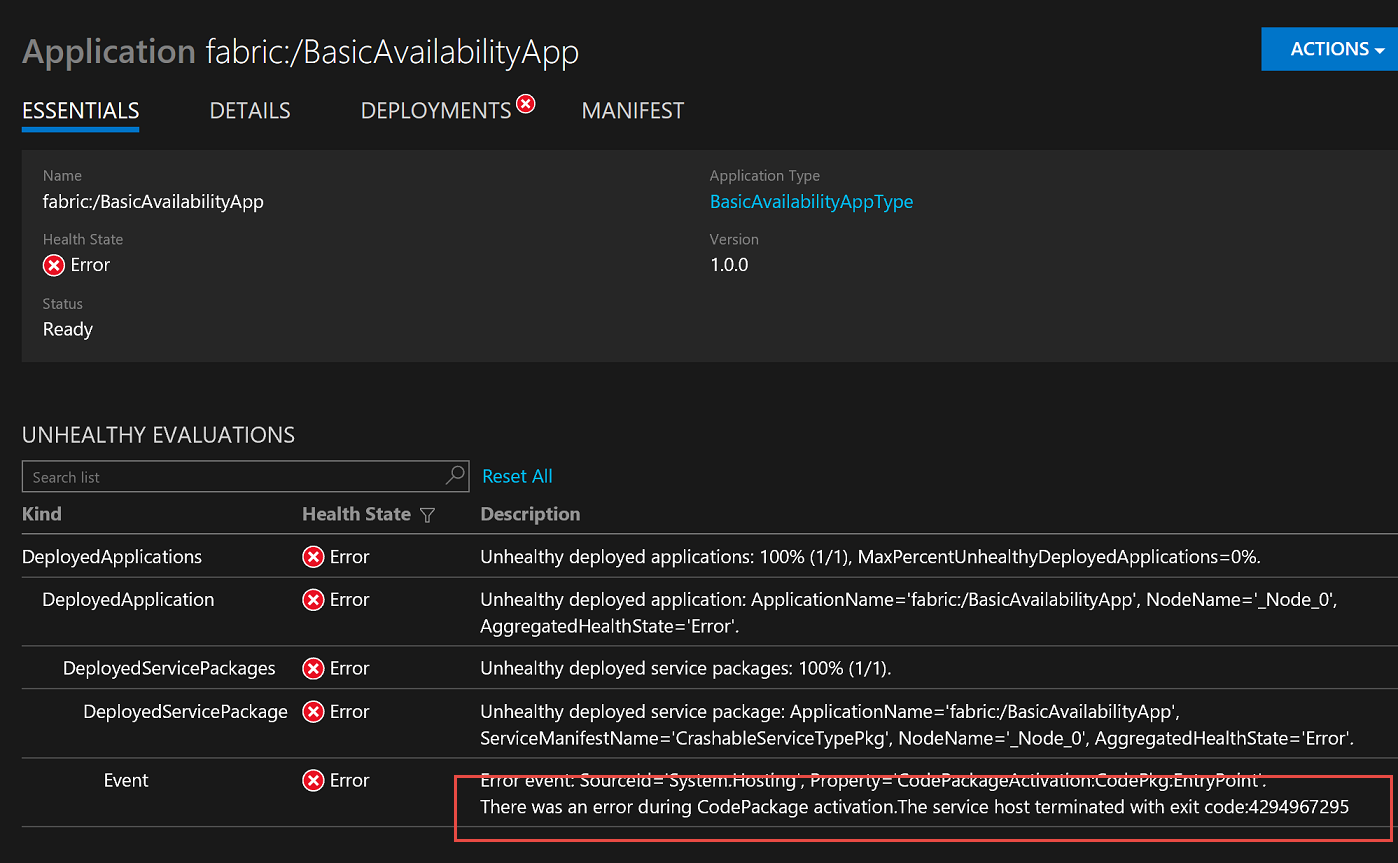 Application fabric:/BasicAvailabilityApp
ACTIONS
ESSENTIALS DETAILS DEPLOYMENTS MANIFEST
Name Application Type
fabric:/BasicAvailabilityApp BasicAvailabilityAppType
Health State Version
Error 1.0.0
Status
Ready
UNHEALTHY EVALUATIONS
Search list Reset All
Kind Health State Description
DeployedApplications Error Unhealthy deployed applications: 100% (1/1), MaxPercentUnhealthyDeployedApplications=0%.
DeployedApplication Error Unhealthy deployed application: ApplicationName='fabric:/BasicAvailabilityApp', NodeName='_Node_0',
AggregatedHealthState='Error'.
DeployedServicePackages Error Unhealthy deployed service packages: 100% (1/1).
DeployedServicePackage Error Unhealthy deployed service package: ApplicationName='fabric:/BasicAvailabilityApp',
ServiceManifestName='CrashableServiceTypePkg', NodeName='_Node_0', AggregatedHealthState='Error'.
Event Error Error event: SourceId='System.Hosting', Property='CodePackageActivation:CodePkg:EntryPoint'.
There was an error during CodePackage activation.The service host terminated with exit code:4294967295